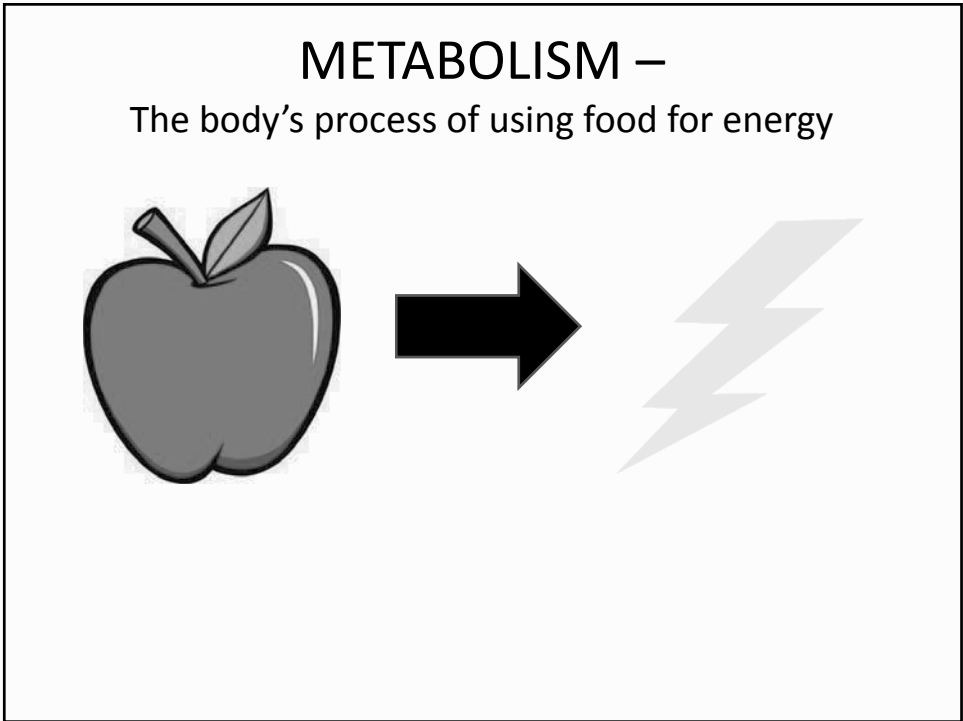 METABOLISM –
The body’s process of using food for energy